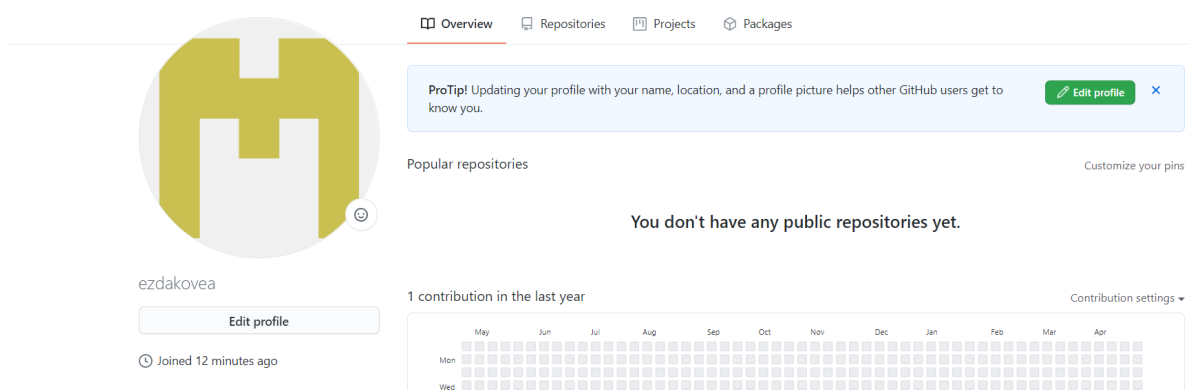 Overview Repositories Projects Packages
ProTip! Updating your profile with your name, location, and a profile picture helps other GitHub users get to
know you.
Edit profile
Popular repositories
Customize your pins
You don't have any public repositories yet.
ezdakovea
Edit profile
Joined 12 minutes ago
1 contribution in the last year
Contribution settings
May Jun Jul Aug Sep Oct Nov Dec Jan Feb Mar Apr
Mon
Wed